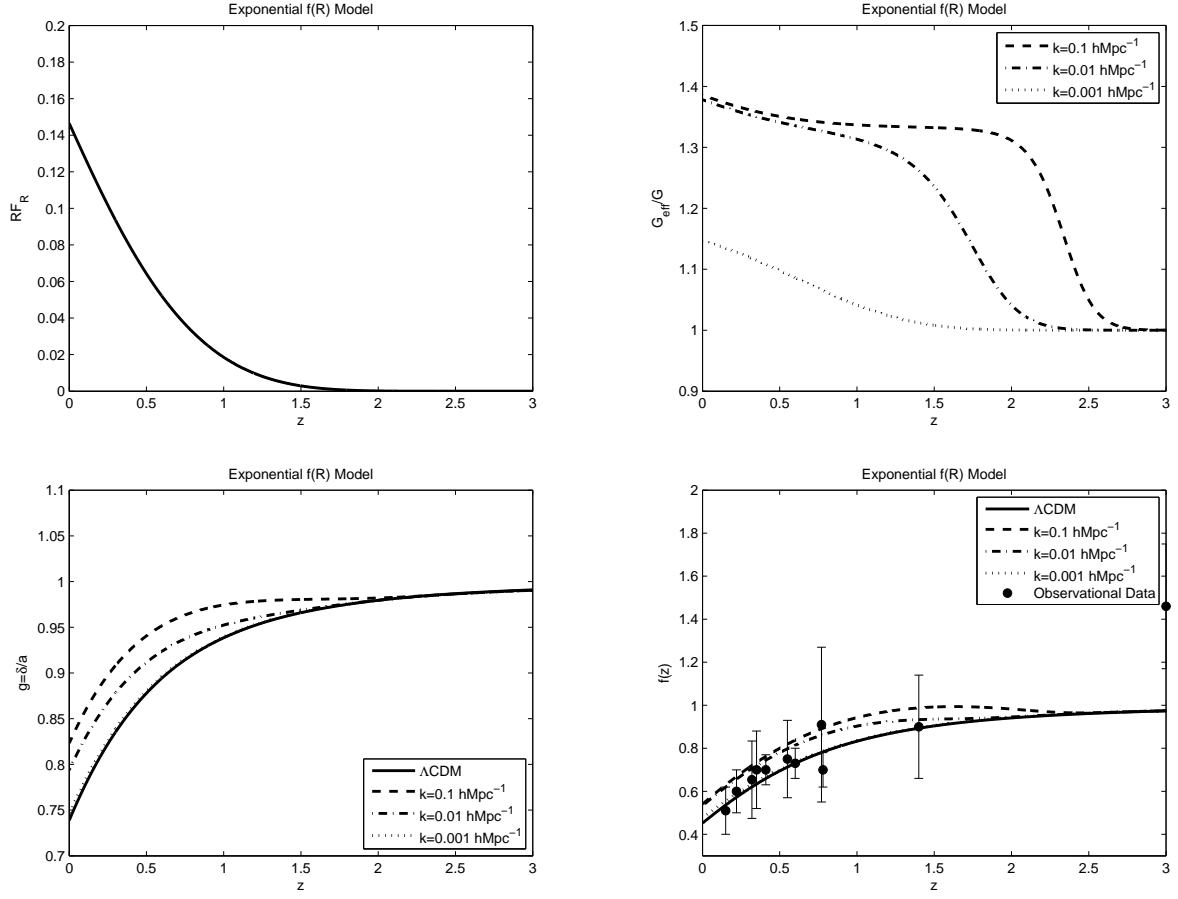 Exponential f(R) Model
0.2
0.18
0.16
0.14
0.12
0.1
0.08
0.06
0.04
0.02
0
RF_R
0 0.5 1 1.5 2 2.5 3
z
Exponential f(R) Model
1.5
1.4
1.3
1.2
1.1
1
0.9
G_eff/G
k=0.1 hMpc⁻¹
k=0.01 hMpc⁻¹
k=0.001 hMpc⁻¹
0 0.5 1 1.5 2 2.5 3
z
Exponential f(R) Model
1.1
1.05
1
0.95
0.9
0.85
0.8
0.75
0.7
g=δ/a
ΛCDM
k=0.1 hMpc⁻¹
k=0.01 hMpc⁻¹
k=0.001 hMpc⁻¹
0 0.5 1 1.5 2 2.5 3
z
Exponential f(R) Model
2
1.8
1.6
1.4
1.2
1
0.8
0.6
0.4
f(z)
ΛCDM
k=0.1 hMpc⁻¹
k=0.01 hMpc⁻¹
k=0.001 hMpc⁻¹
Observational Data
0 0.5 1 1.5 2 2.5 3
z